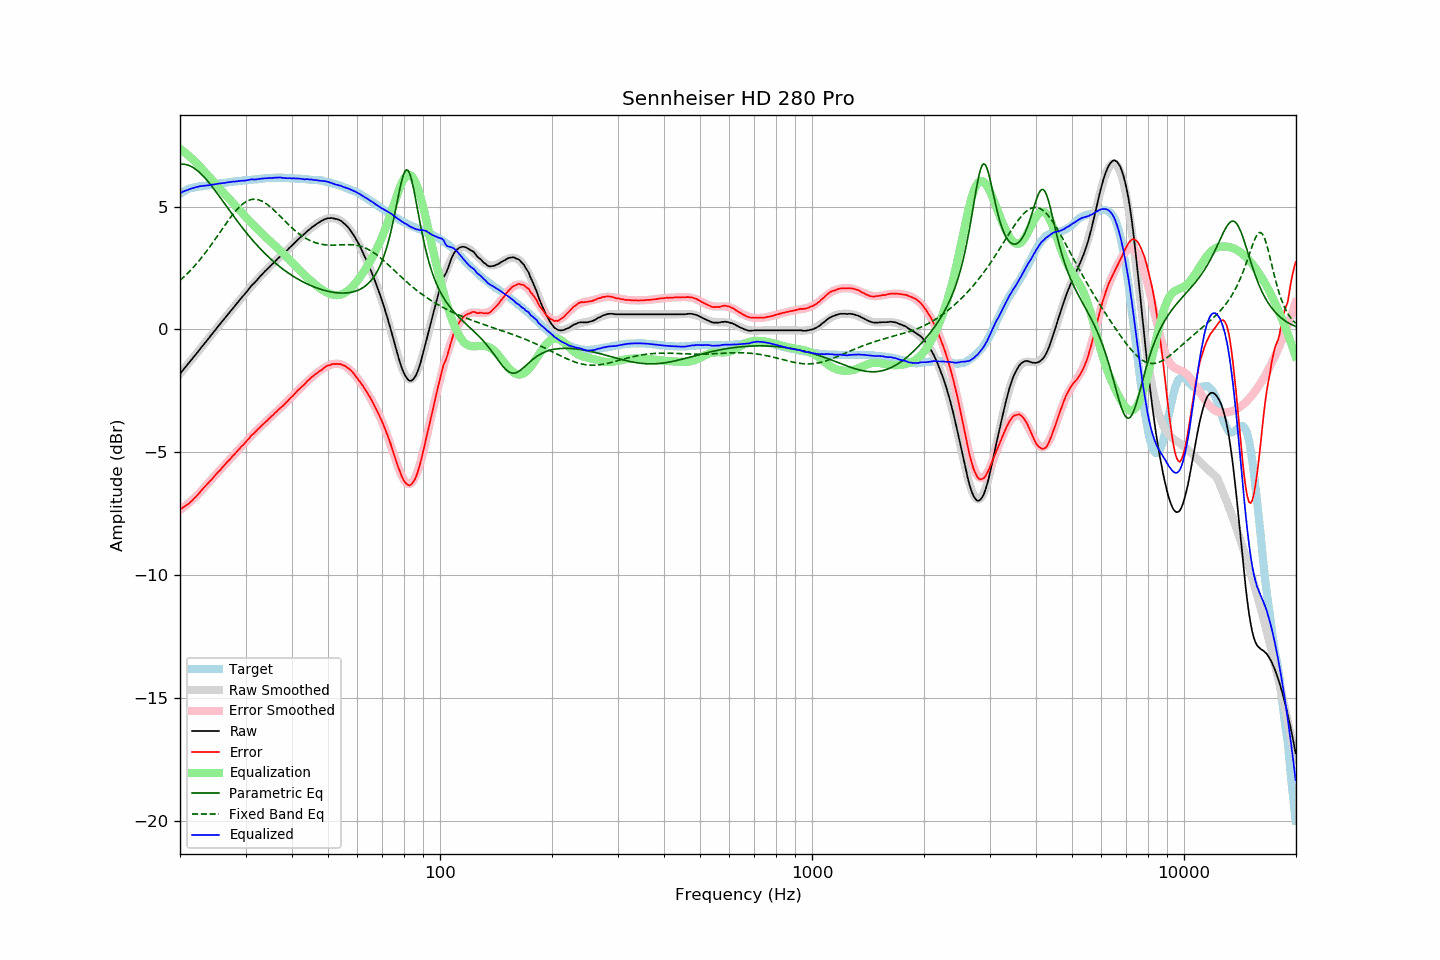 Sennheiser HD 280 Pro
Amplitude (dBr)
5
0
−5
−10
−15
−20
Target
Raw Smoothed
Error Smoothed
Raw
Error
Equalization
Parametric Eq
Fixed Band Eq
Equalized
100
1000
10000
Frequency (Hz)